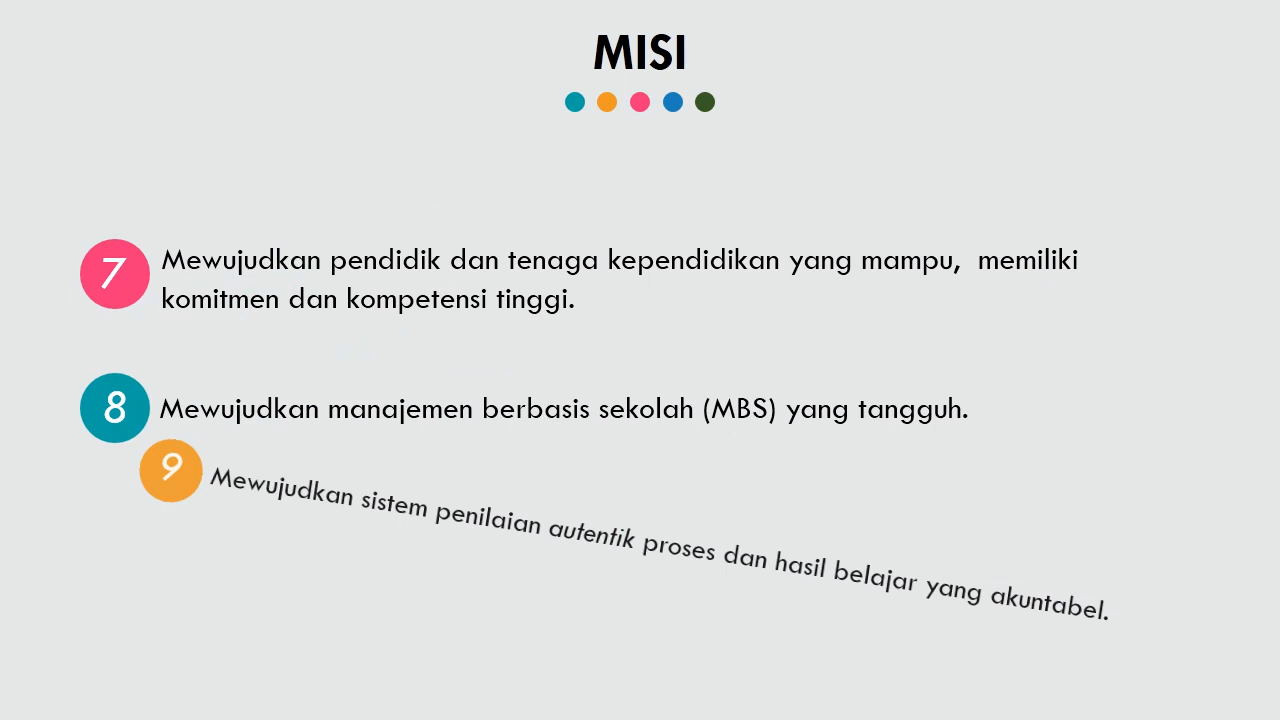 MISI
7 Mewujudkan pendidik dan tenaga kependidikan yang mampu,  memiliki
komitmen dan kompetensi tinggi.
8 Mewujudkan manajemen berbasis sekolah (MBS) yang tangguh.
9 Mewujudkan sistem penilaian autentik proses dan hasil belajar yang akuntabel.